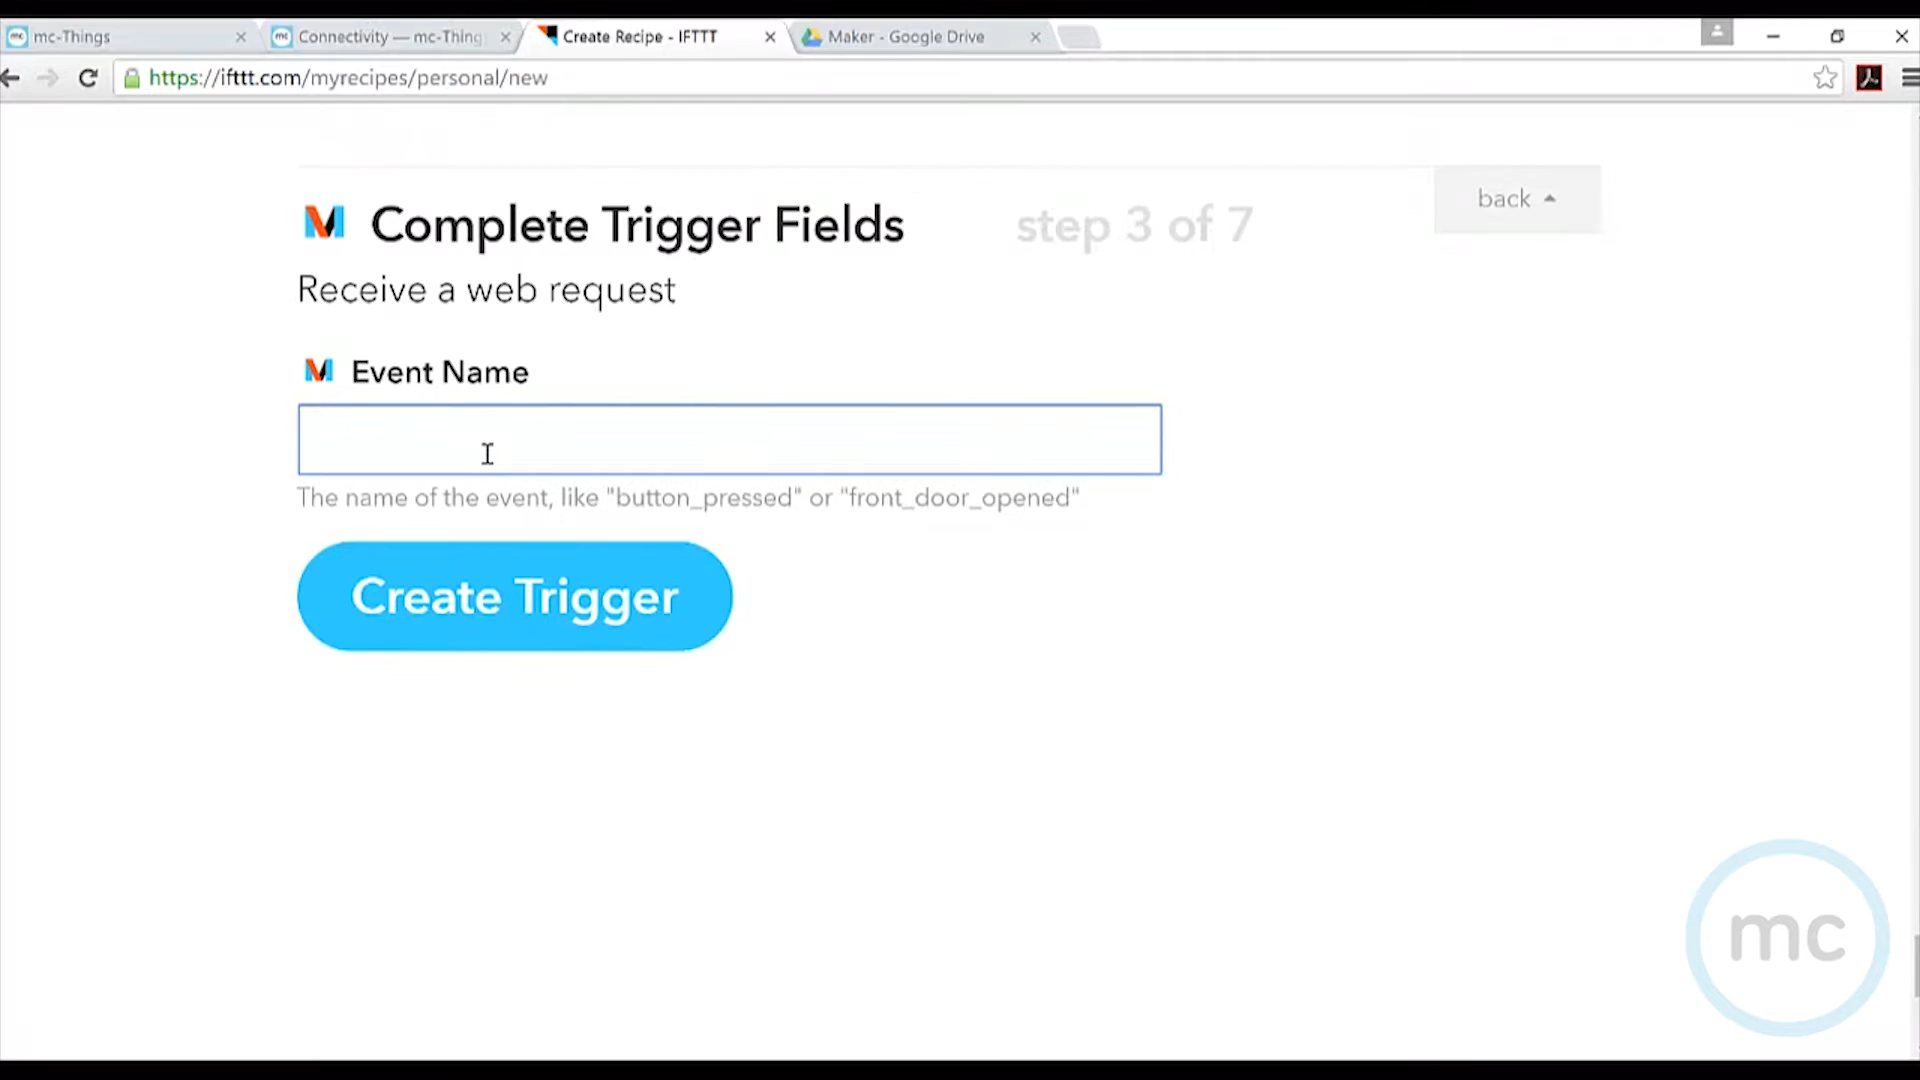 mc-Things
Connectivity — mc-Thing
Create Recipe - IFTTT
Maker - Google Drive
https://ifttt.com/myrecipes/personal/new
back
Complete Trigger Fields
step 3 of 7
Receive a web request
Event Name
The name of the event, like "button_pressed" or "front_door_opened"
Create Trigger
mc